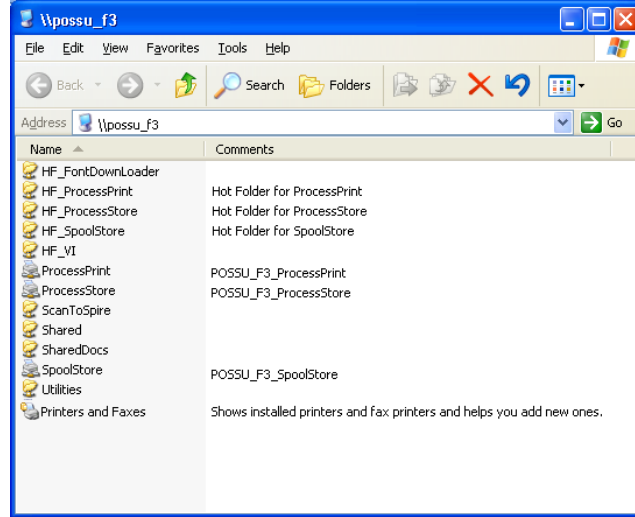 \\possu_f3
File Edit View Favorites Tools Help
Back Search Folders
Address \\possu_f3 Go
Name Comments
HF_FontDownLoader
HF_ProcessPrint Hot Folder for ProcessPrint
HF_ProcessStore Hot Folder for ProcessStore
HF_SpoolStore Hot Folder for SpoolStore
HF_VI
ProcessPrint POSSU_F3_ProcessPrint
ProcessStore POSSU_F3_ProcessStore
ScanToSpire
Shared
SharedDocs
SpoolStore POSSU_F3_SpoolStore
Utilities
Printers and Faxes Shows installed printers and fax printers and helps you add new ones.